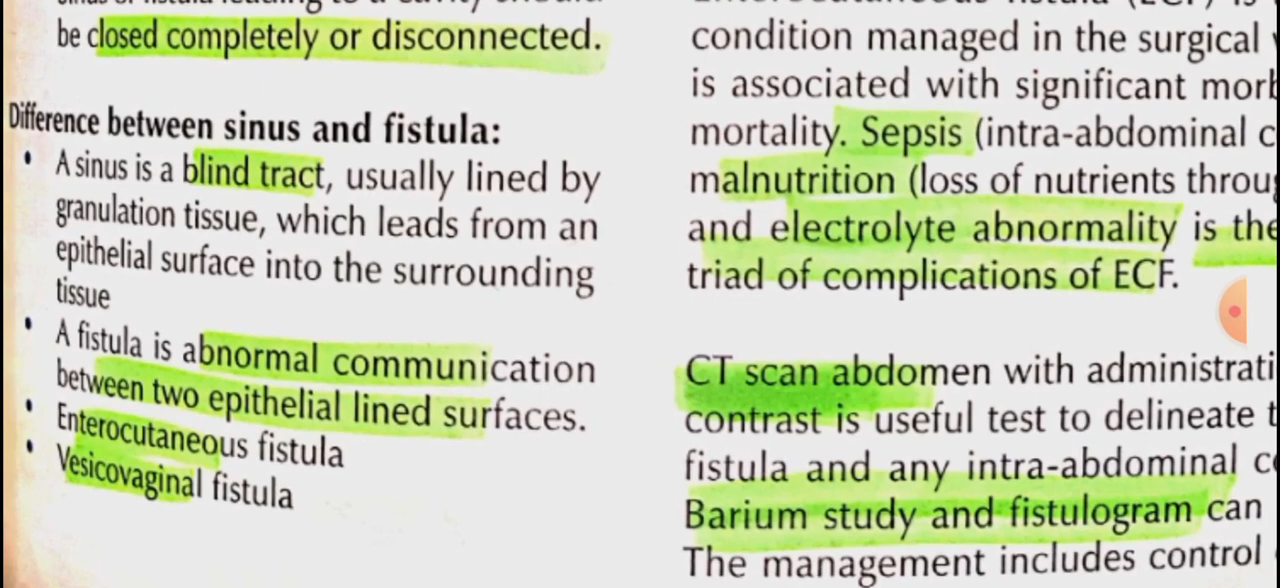 be closed completely or disconnected.
Difference between sinus and fistula:
• A sinus is a blind tract, usually lined by
granulation tissue, which leads from an
epithelial surface into the surrounding
tissue
• A fistula is abnormal communication
between two epithelial lined surfaces.
• Enterocutaneous fistula
• Vesicovaginal fistula
condition managed in the surgical
is associated with significant
mortality. Sepsis (intra-abdominal
malnutrition (loss of nutrients
and electrolyte abnormality is the
triad of complications of ECF.
CT scan abdomen with
contrast is useful test to delineate
fistula and any intra-abdominal
Barium study and fistulogram can
The management includes control